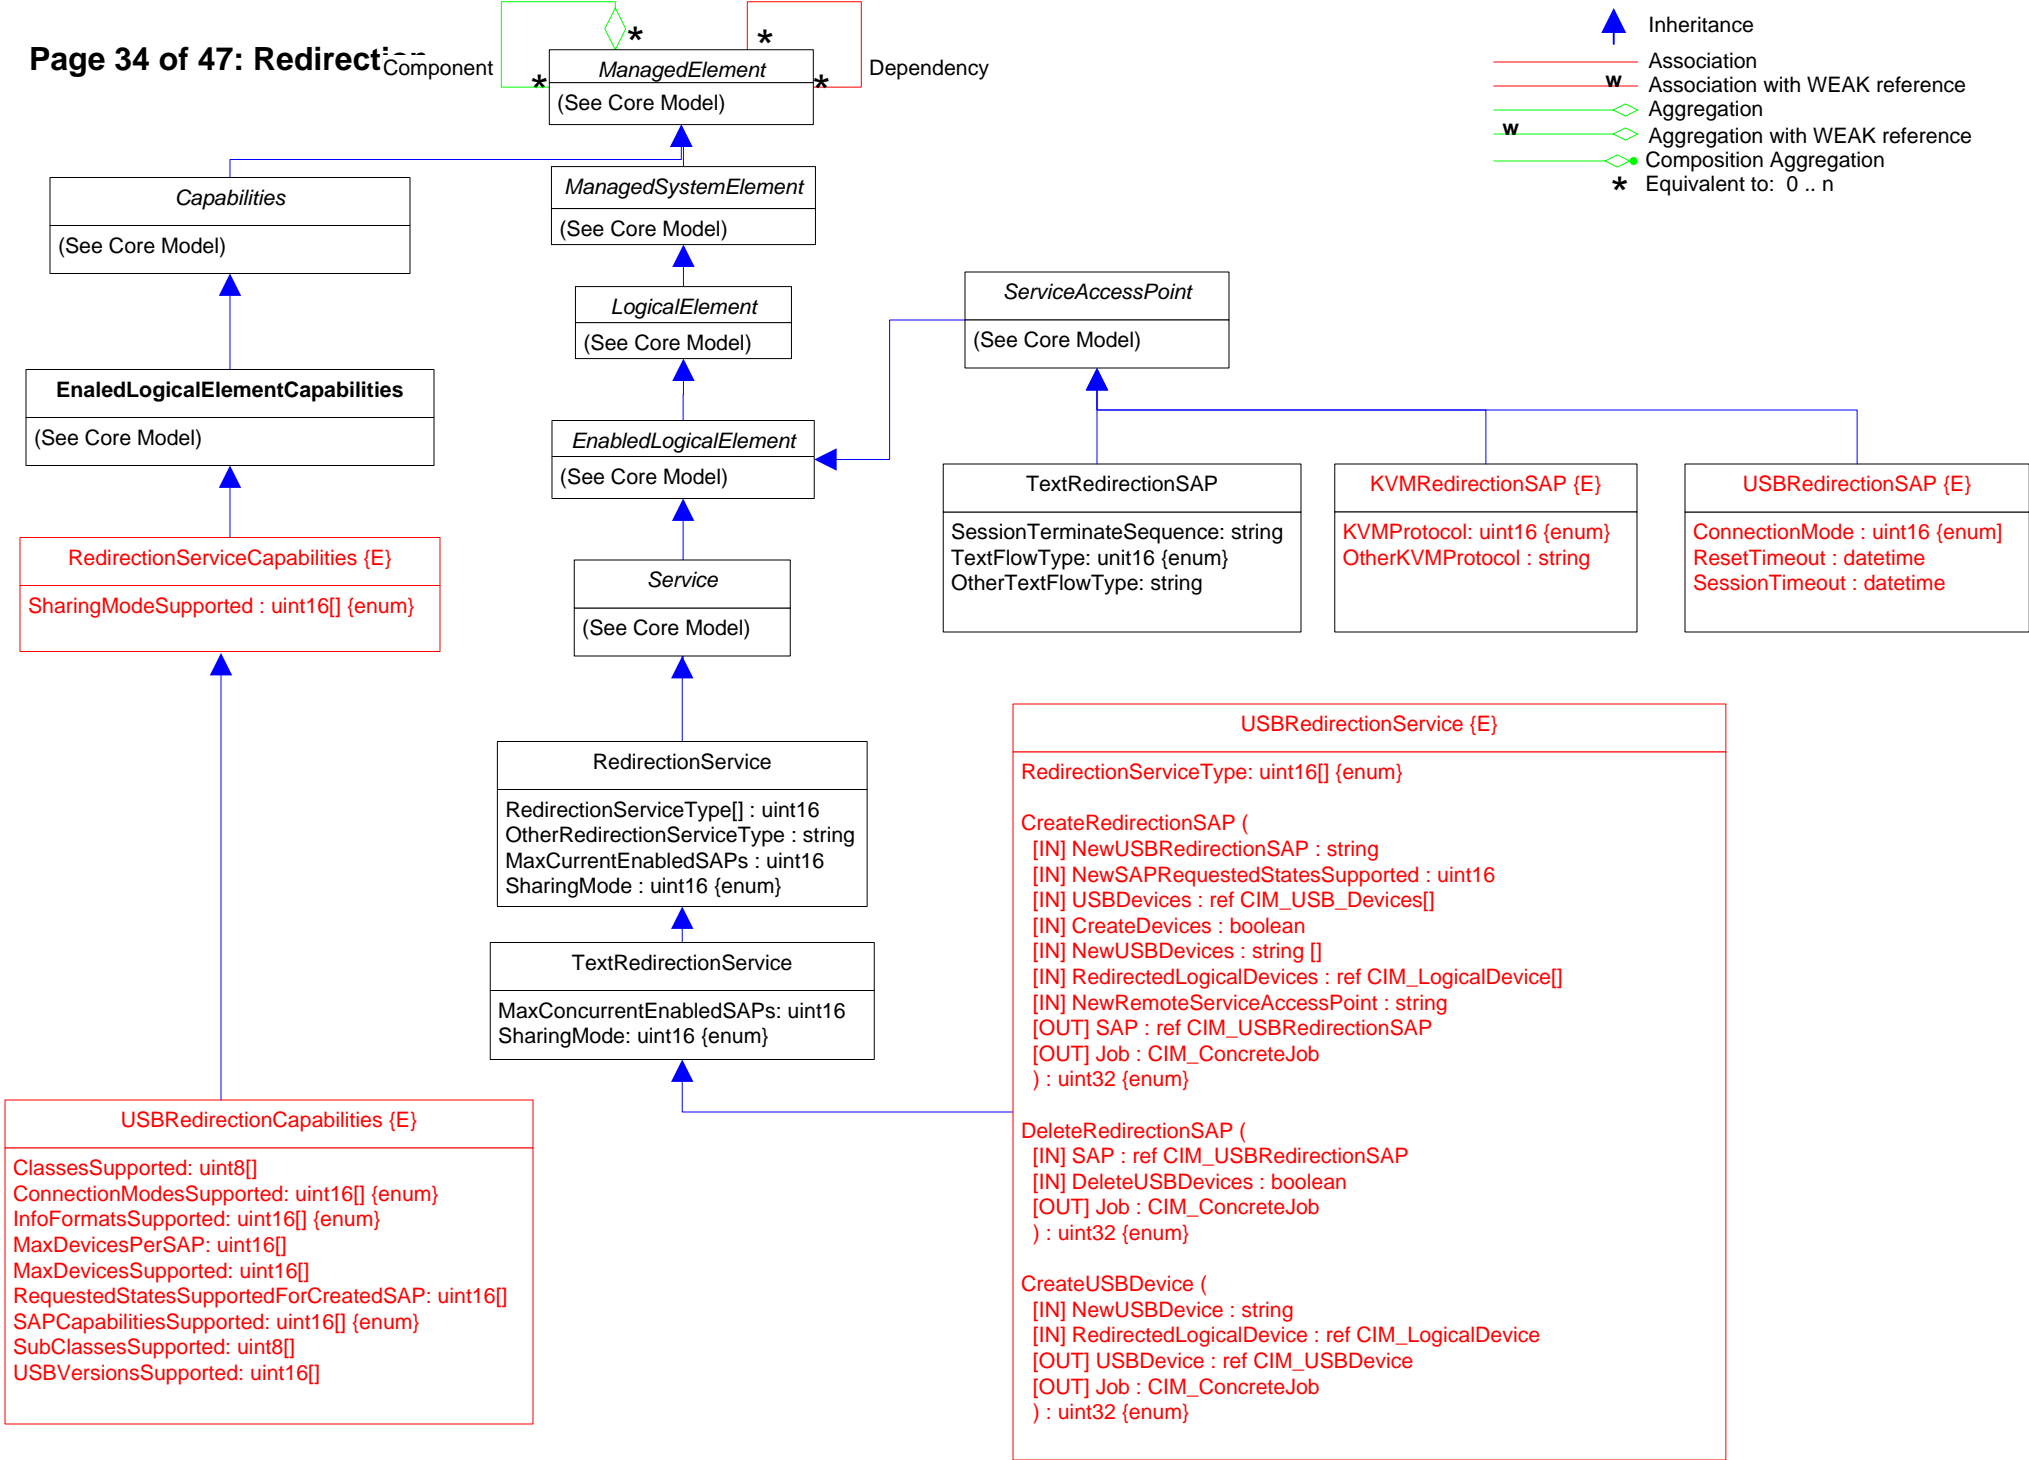 Page 34 of 47: Redirection
Component
*
*
*
*
Dependency
ManagedElement
(See Core Model)
Inheritance
Association
w
Association with WEAK reference
Aggregation
w
Aggregation with WEAK reference
Composition Aggregation
* Equivalent to: 0 .. n
Capabilities
(See Core Model)
ManagedSystemElement
(See Core Model)
LogicalElement
(See Core Model)
ServiceAccessPoint
(See Core Model)
EnaledLogicalElementCapabilities
(See Core Model)
EnabledLogicalElement
(See Core Model)
TextRedirectionSAP
SessionTerminateSequence: string
TextFlowType: unit16 {enum}
OtherTextFlowType: string
KVMRedirectionSAP {E}
KVMProtocol: uint16 {enum}
OtherKVMProtocol : string
USBRedirectionSAP {E}
ConnectionMode : uint16 {enum]
ResetTimeout : datetime
SessionTimeout : datetime
RedirectionServiceCapabilities {E}
SharingModeSupported : uint16[] {enum}
Service
(See Core Model)
RedirectionService
RedirectionServiceType[] : uint16
OtherRedirectionServiceType : string
MaxCurrentEnabledSAPs : uint16
SharingMode : uint16 {enum}
TextRedirectionService
MaxConcurrentEnabledSAPs: uint16
SharingMode: uint16 {enum}
USBRedirectionService {E}
RedirectionServiceType: uint16[] {enum}
CreateRedirectionSAP (
[IN] NewUSBRedirectionSAP : string
[IN] NewSAPRequestedStatesSupported : uint16
[IN] USBDevices : ref CIM_USB_Devices[]
[IN] CreateDevices : boolean
[IN] NewUSBDevices : string []
[IN] RedirectedLogicalDevices : ref CIM_LogicalDevice[]
[IN] NewRemoteServiceAccessPoint : string
[OUT] SAP : ref CIM_USBRedirectionSAP
[OUT] Job : CIM_ConcreteJob
) : uint32 {enum}
DeleteRedirectionSAP (
[IN] SAP : ref CIM_USBRedirectionSAP
[IN] DeleteUSBDevices : boolean
[OUT] Job : CIM_ConcreteJob
) : uint32 {enum}
CreateUSBDevice (
[IN] NewUSBDevice : string
[IN] RedirectedLogicalDevice : ref CIM_LogicalDevice
[OUT] USBDevice : ref CIM_USBDevice
[OUT] Job : CIM_ConcreteJob
) : uint32 {enum}
USBRedirectionCapabilities {E}
ClassesSupported: uint8[]
ConnectionModesSupported: uint16[] {enum}
InfoFormatsSupported: uint16[] {enum}
MaxDevicesPerSAP: uint16[]
MaxDevicesSupported: uint16[]
RequestedStatesSupportedForCreatedSAP: uint16[]
SAPCapabilitiesSupported: uint16[] {enum}
SubClassesSupported: uint8[]
USBVersionsSupported: uint16[]